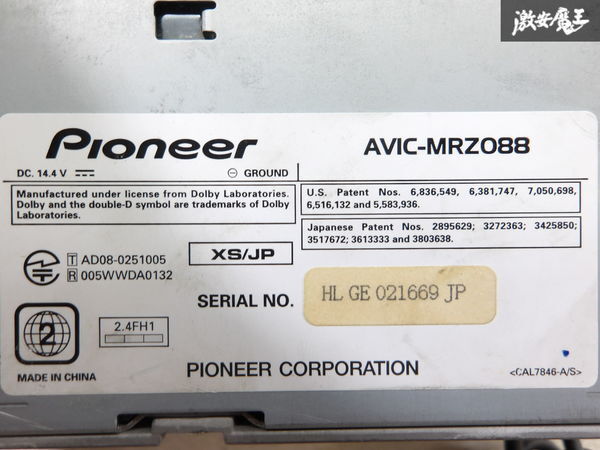 激安魔王
Pioneer
AVIC-MRZ088
DC. 14.4 V
GROUND
Manufactured under license from Dolby Laboratories.
Dolby and the double-D symbol are trademarks of Dolby
Laboratories.
U.S. Patent Nos. 6,836,549, 6,381,747, 7,050,698,
6,516,132 and 5,583,936.
Japanese Patent Nos. 2895629; 3272363; 3425850;
3517672; 3613333 and 3803638.
T AD08-0251005
R 005WWDA0132
XS/JP
SERIAL NO.
HL GE 021669 JP
2
2.4FH1
MADE IN CHINA
PIONEER CORPORATION
<CAL7846-A/S>